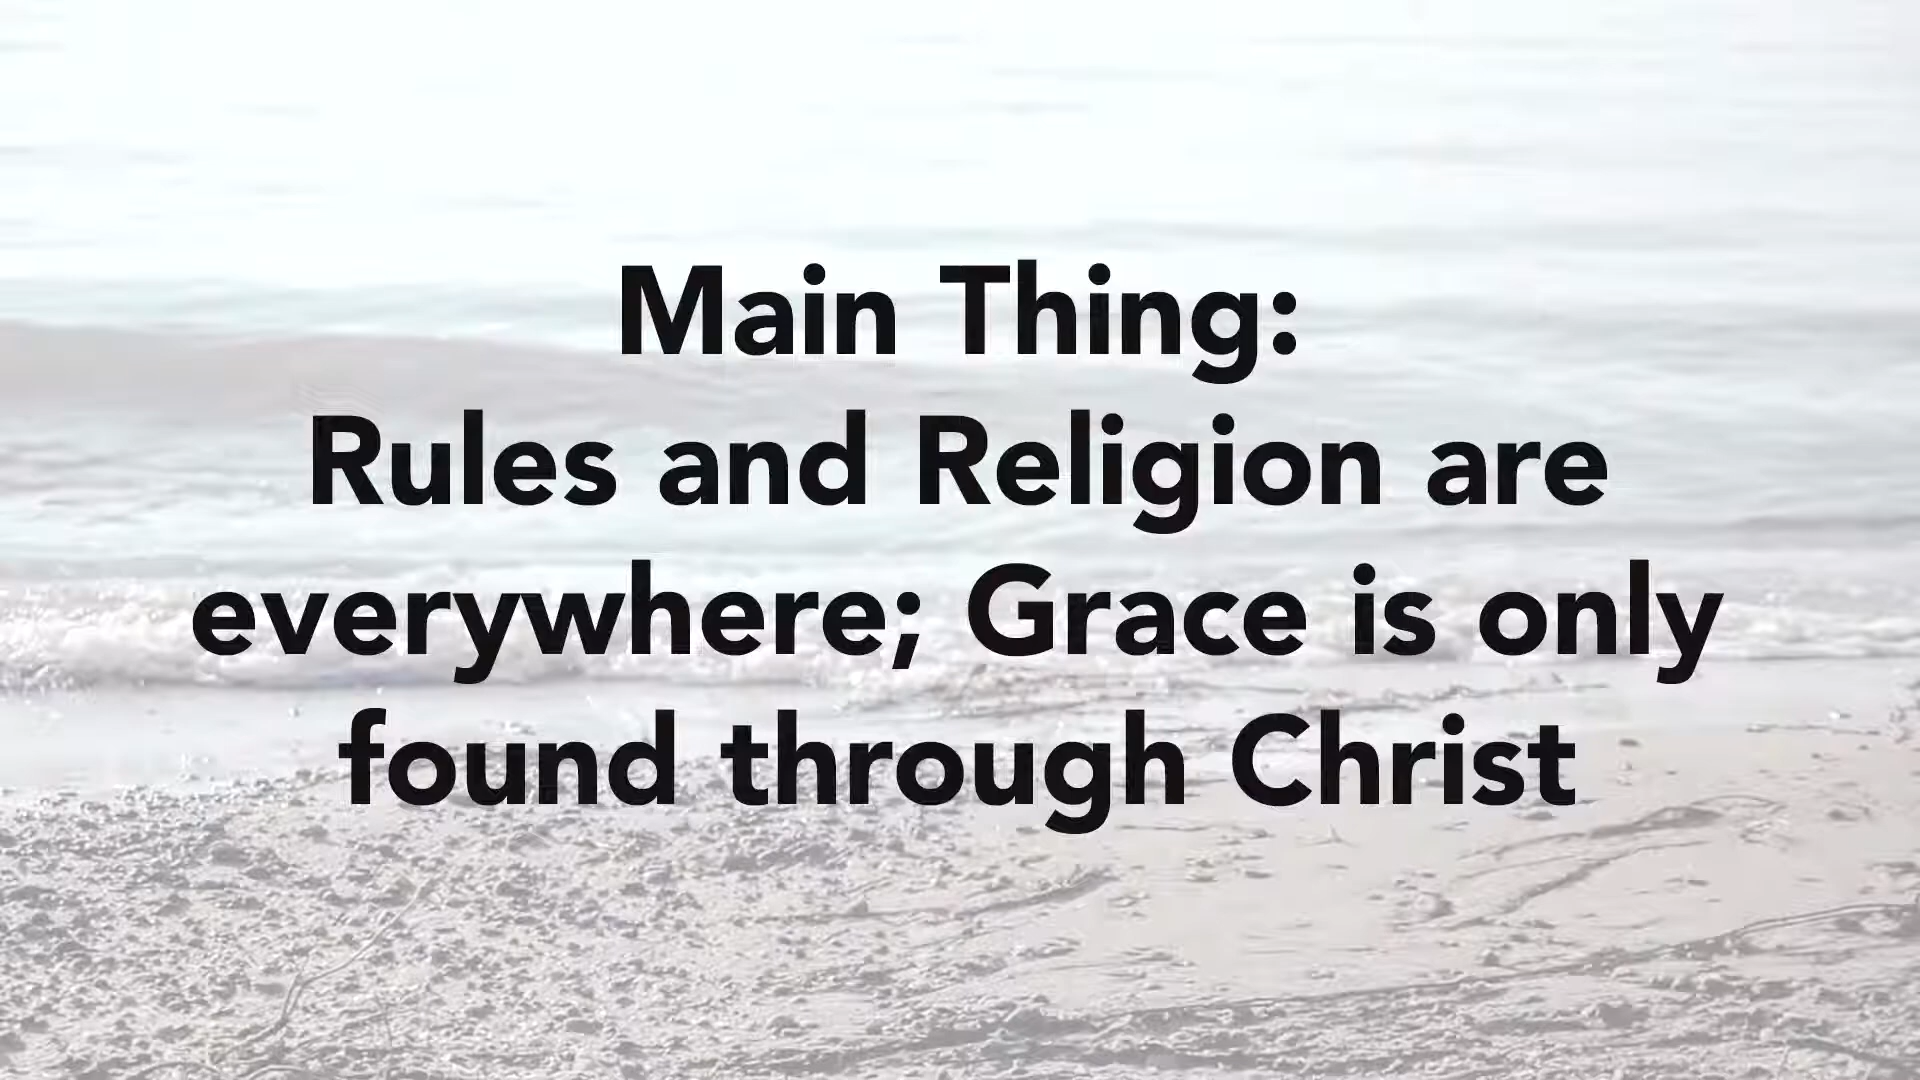 Main Thing:
Rules and Religion are
everywhere; Grace is only
found through Christ